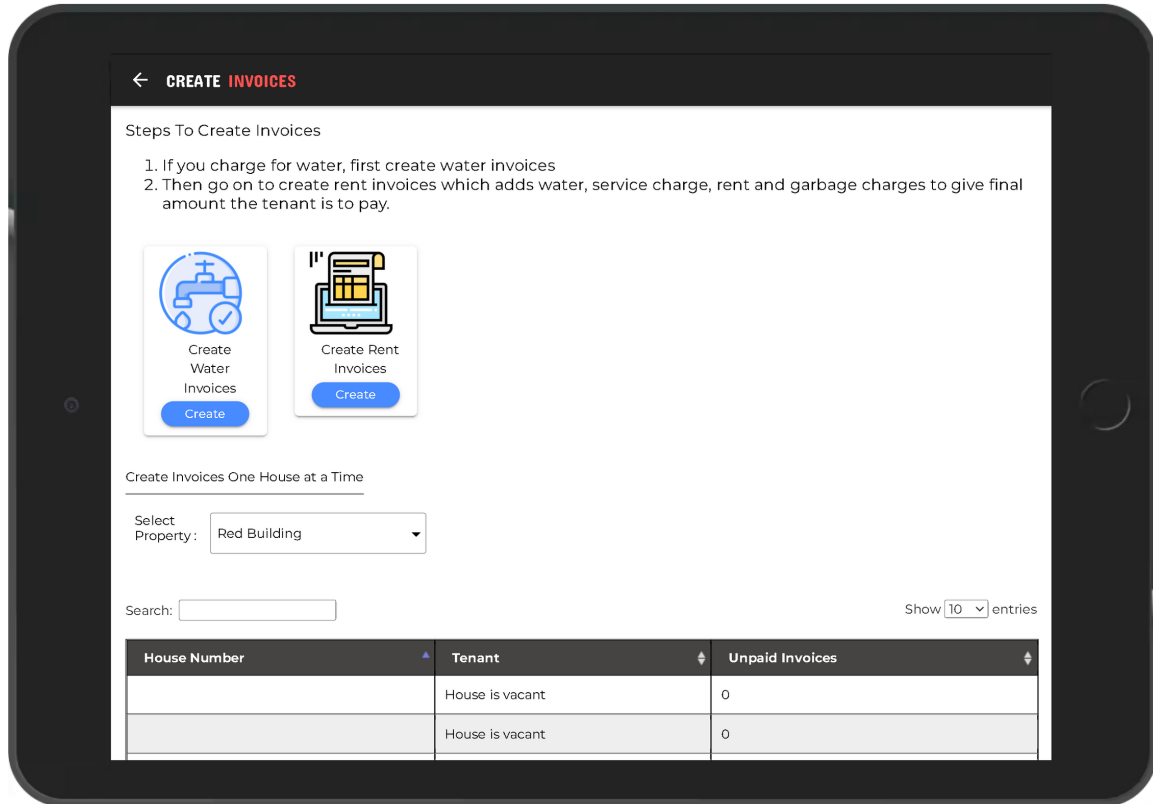 CREATE INVOICES
Steps To Create Invoices
1. If you charge for water, first create water invoices
2. Then go on to create rent invoices which adds water, service charge, rent and garbage charges to give final
amount the tenant is to pay.
Create
Water
Invoices
Create
Create Rent
Invoices
Create
Create Invoices One House at a Time
Select
Property :
Red Building
Search:
Show 10 entries
House Number Tenant Unpaid Invoices
House is vacant 0
House is vacant 0